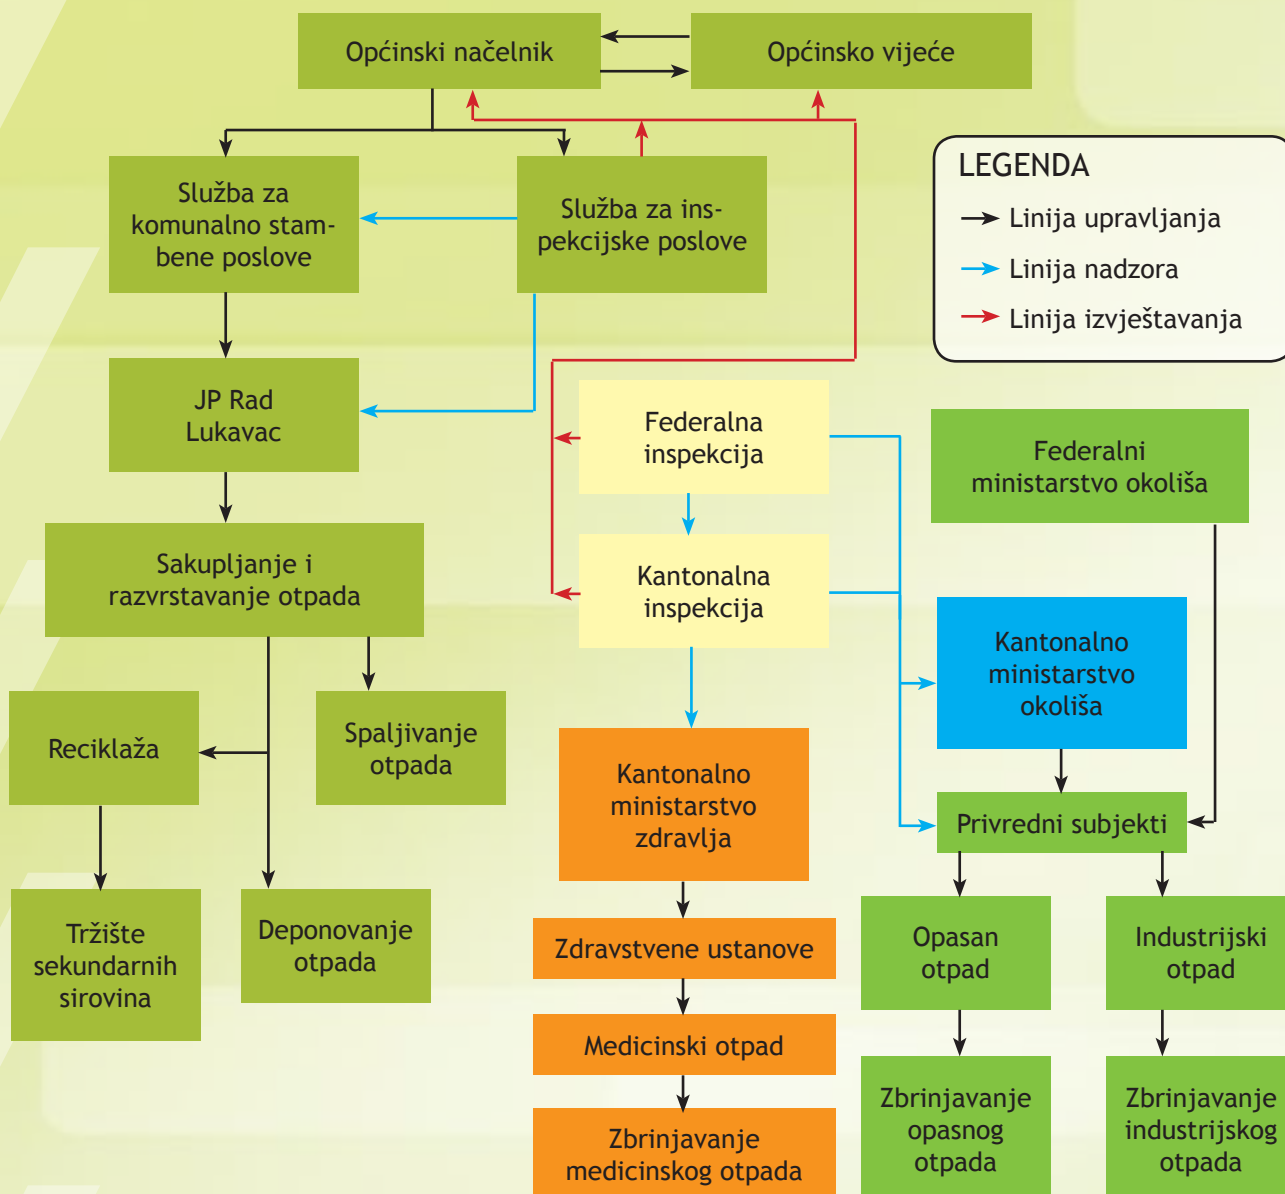 Općinski načelnik
Općinsko vijeće
LEGENDA
Linija upravljanja
Linija nadzora
Linija izvještavanja
Služba za
komunalno stam-
bene poslove
Služba za ins-
pekcijske poslove
JP Rad
Lukavac
Federalna
inspekcija
Federalni
ministarstvo okoliša
Sakupljanje i
razvrstavanje otpada
Kantonalna
inspekcija
Kantonalno
ministarstvo
okoliša
Reciklaža
Spaljivanje
otpada
Kantonalno
ministarstvo
zdravlja
Privredni subjekti
Tržište
sekundarnih
sirovina
Deponovanje
otpada
Zdravstvene ustanove
Opasan
otpad
Industrijski
otpad
Medicinski otpad
Zbrinjavanje
medicinskog otpada
Zbrinjavanje
opasnog
otpada
Zbrinjavanje
industrijskog
otpada